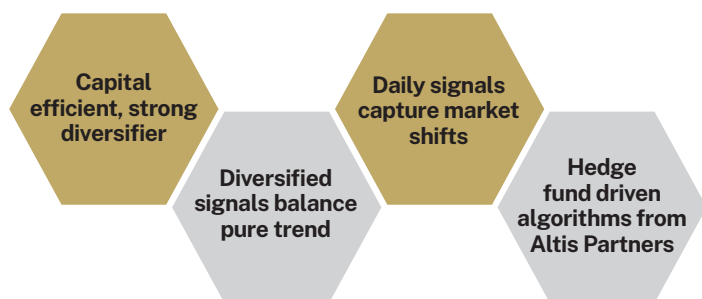 Capital
efficient, strong
diversifier
Diversified
signals balance
pure trend
Daily signals
capture market
shifts
Hedge
fund driven
algorithms from
Altis Partners